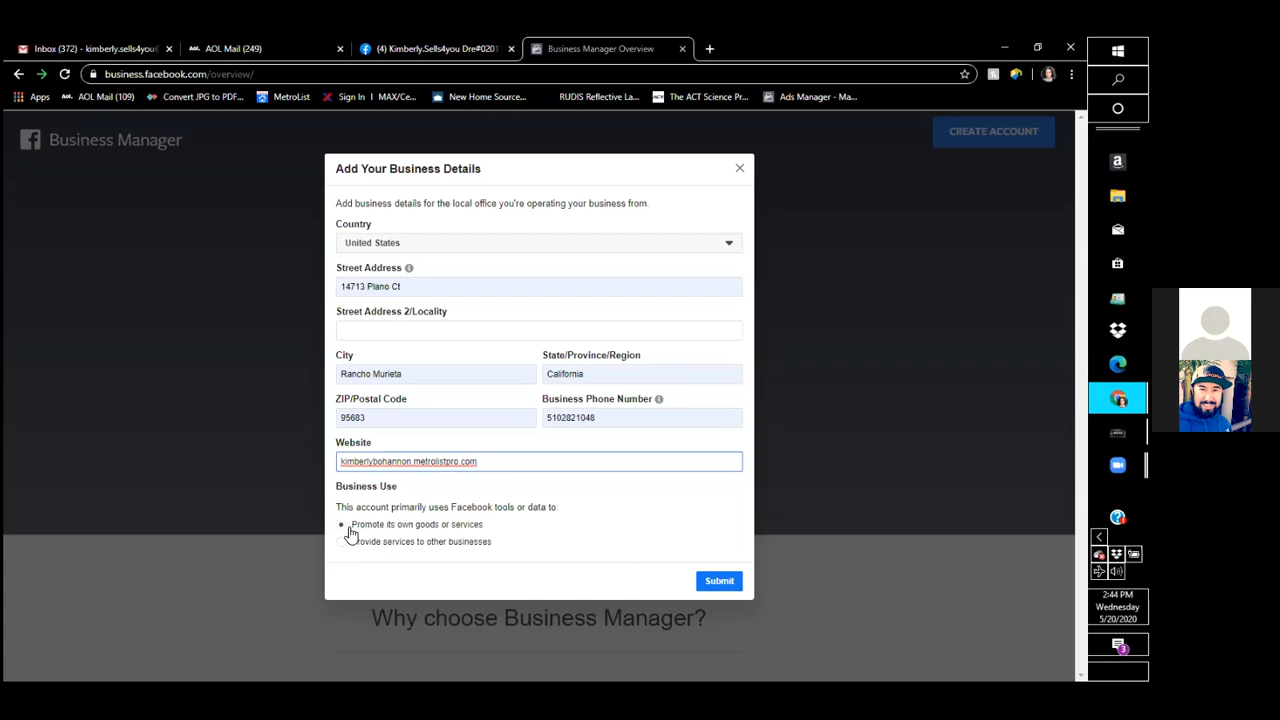 Inbox (372) - kimberly.sells4you
AOL Mail (249)
(4) Kimberly.Sells4you Dre#0201
Business Manager Overview
business.facebook.com/overview/
Apps
AOL Mail (109)
Convert JPG to PDF...
MetroList
Sign In | MAX/Ce...
New Home Source...
RUDIS Reflective La...
The ACT Science Pr...
Ads Manager - Ma...
Business Manager
CREATE ACCOUNT
Add Your Business Details
Add business details for the local office you're operating your business from.
Country
United States
Street Address
14713 Plano Ct
Street Address 2/Locality
City
State/Province/Region
Rancho Murieta
California
ZIP/Postal Code
Business Phone Number
95683
5102821048
Website
kimberlybohannon.metrolistpro.com
Business Use
This account primarily uses Facebook tools or data to:
Promote its own goods or services
rovide services to other businesses
Submit
Why choose Business Manager?
2:44 PM
Wednesday
5/20/2020
3